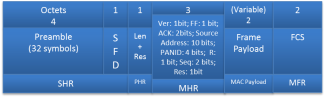 Octets
4
1
1
3
(Variable)
2
2
Preamble
(32 symbols)
S
F
D
Len
+
Res
Ver: 1bit; FF: 1 bit;
ACK: 2bits; Source
Address: 10 bits;
PANID: 4 bits; R:
1 bit; Seq: 2 bits;
Res: 1bit
Frame
Payload
FCS
SHR
PHR
MHR
MAC Payload
MFR